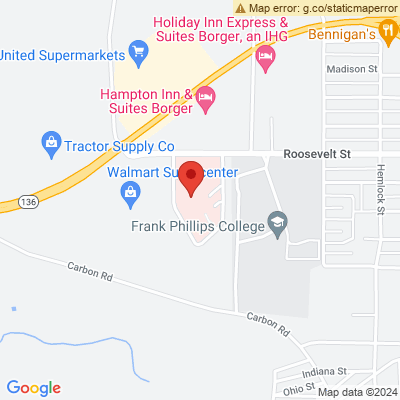 Map error: g.co/staticmaperror
Holiday Inn Express &
Suites Borger, an IHG
Bennigan's
United Supermarkets
Madison St
Hampton Inn &
Suites Borger
Tractor Supply Co
Roosevelt St
Walmart Su center
Hemlock St
136
Frank Phillips College
Carbon Rd
Carbon Rd
Indiana St
Ohio St
Google
Map data ©2024